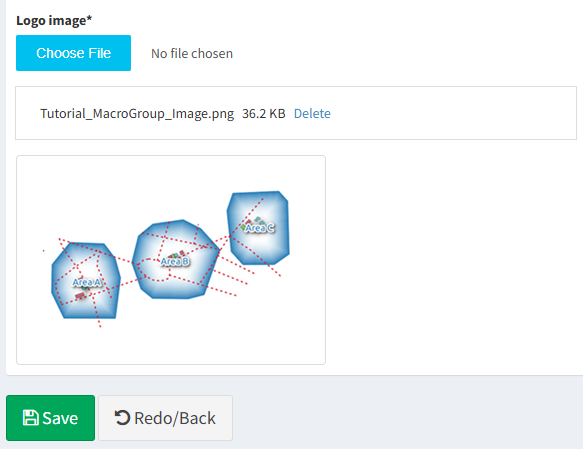 Logo image*
Choose File No file chosen
Tutorial_MacroGroup_Image.png 36.2 KB Delete
Area C
Area B
Area A
Save Redo/Back